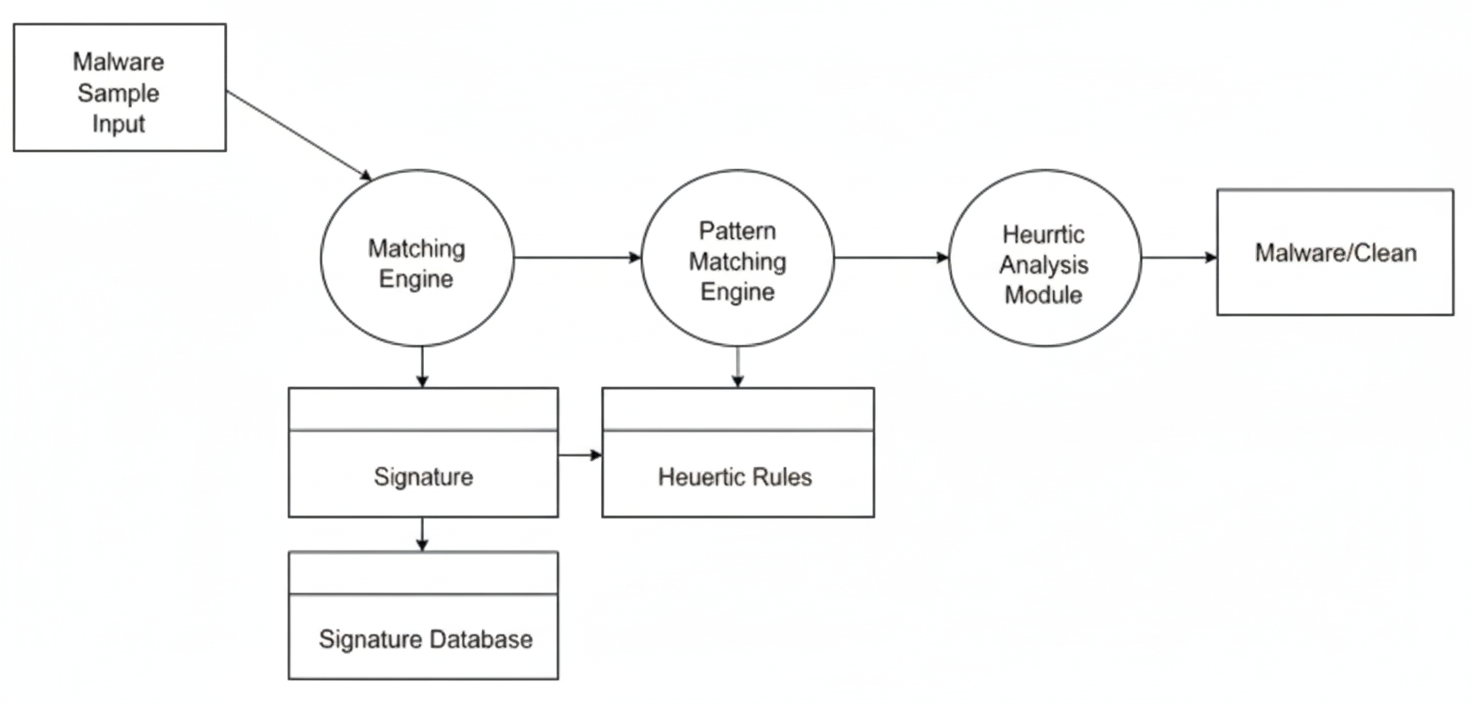 Malware
Sample
Input
Matching
Engine
Pattern
Matching
Engine
Heurrtic
Analysis
Module
Malware/Clean
Signature
Heuertic Rules
Signature Database